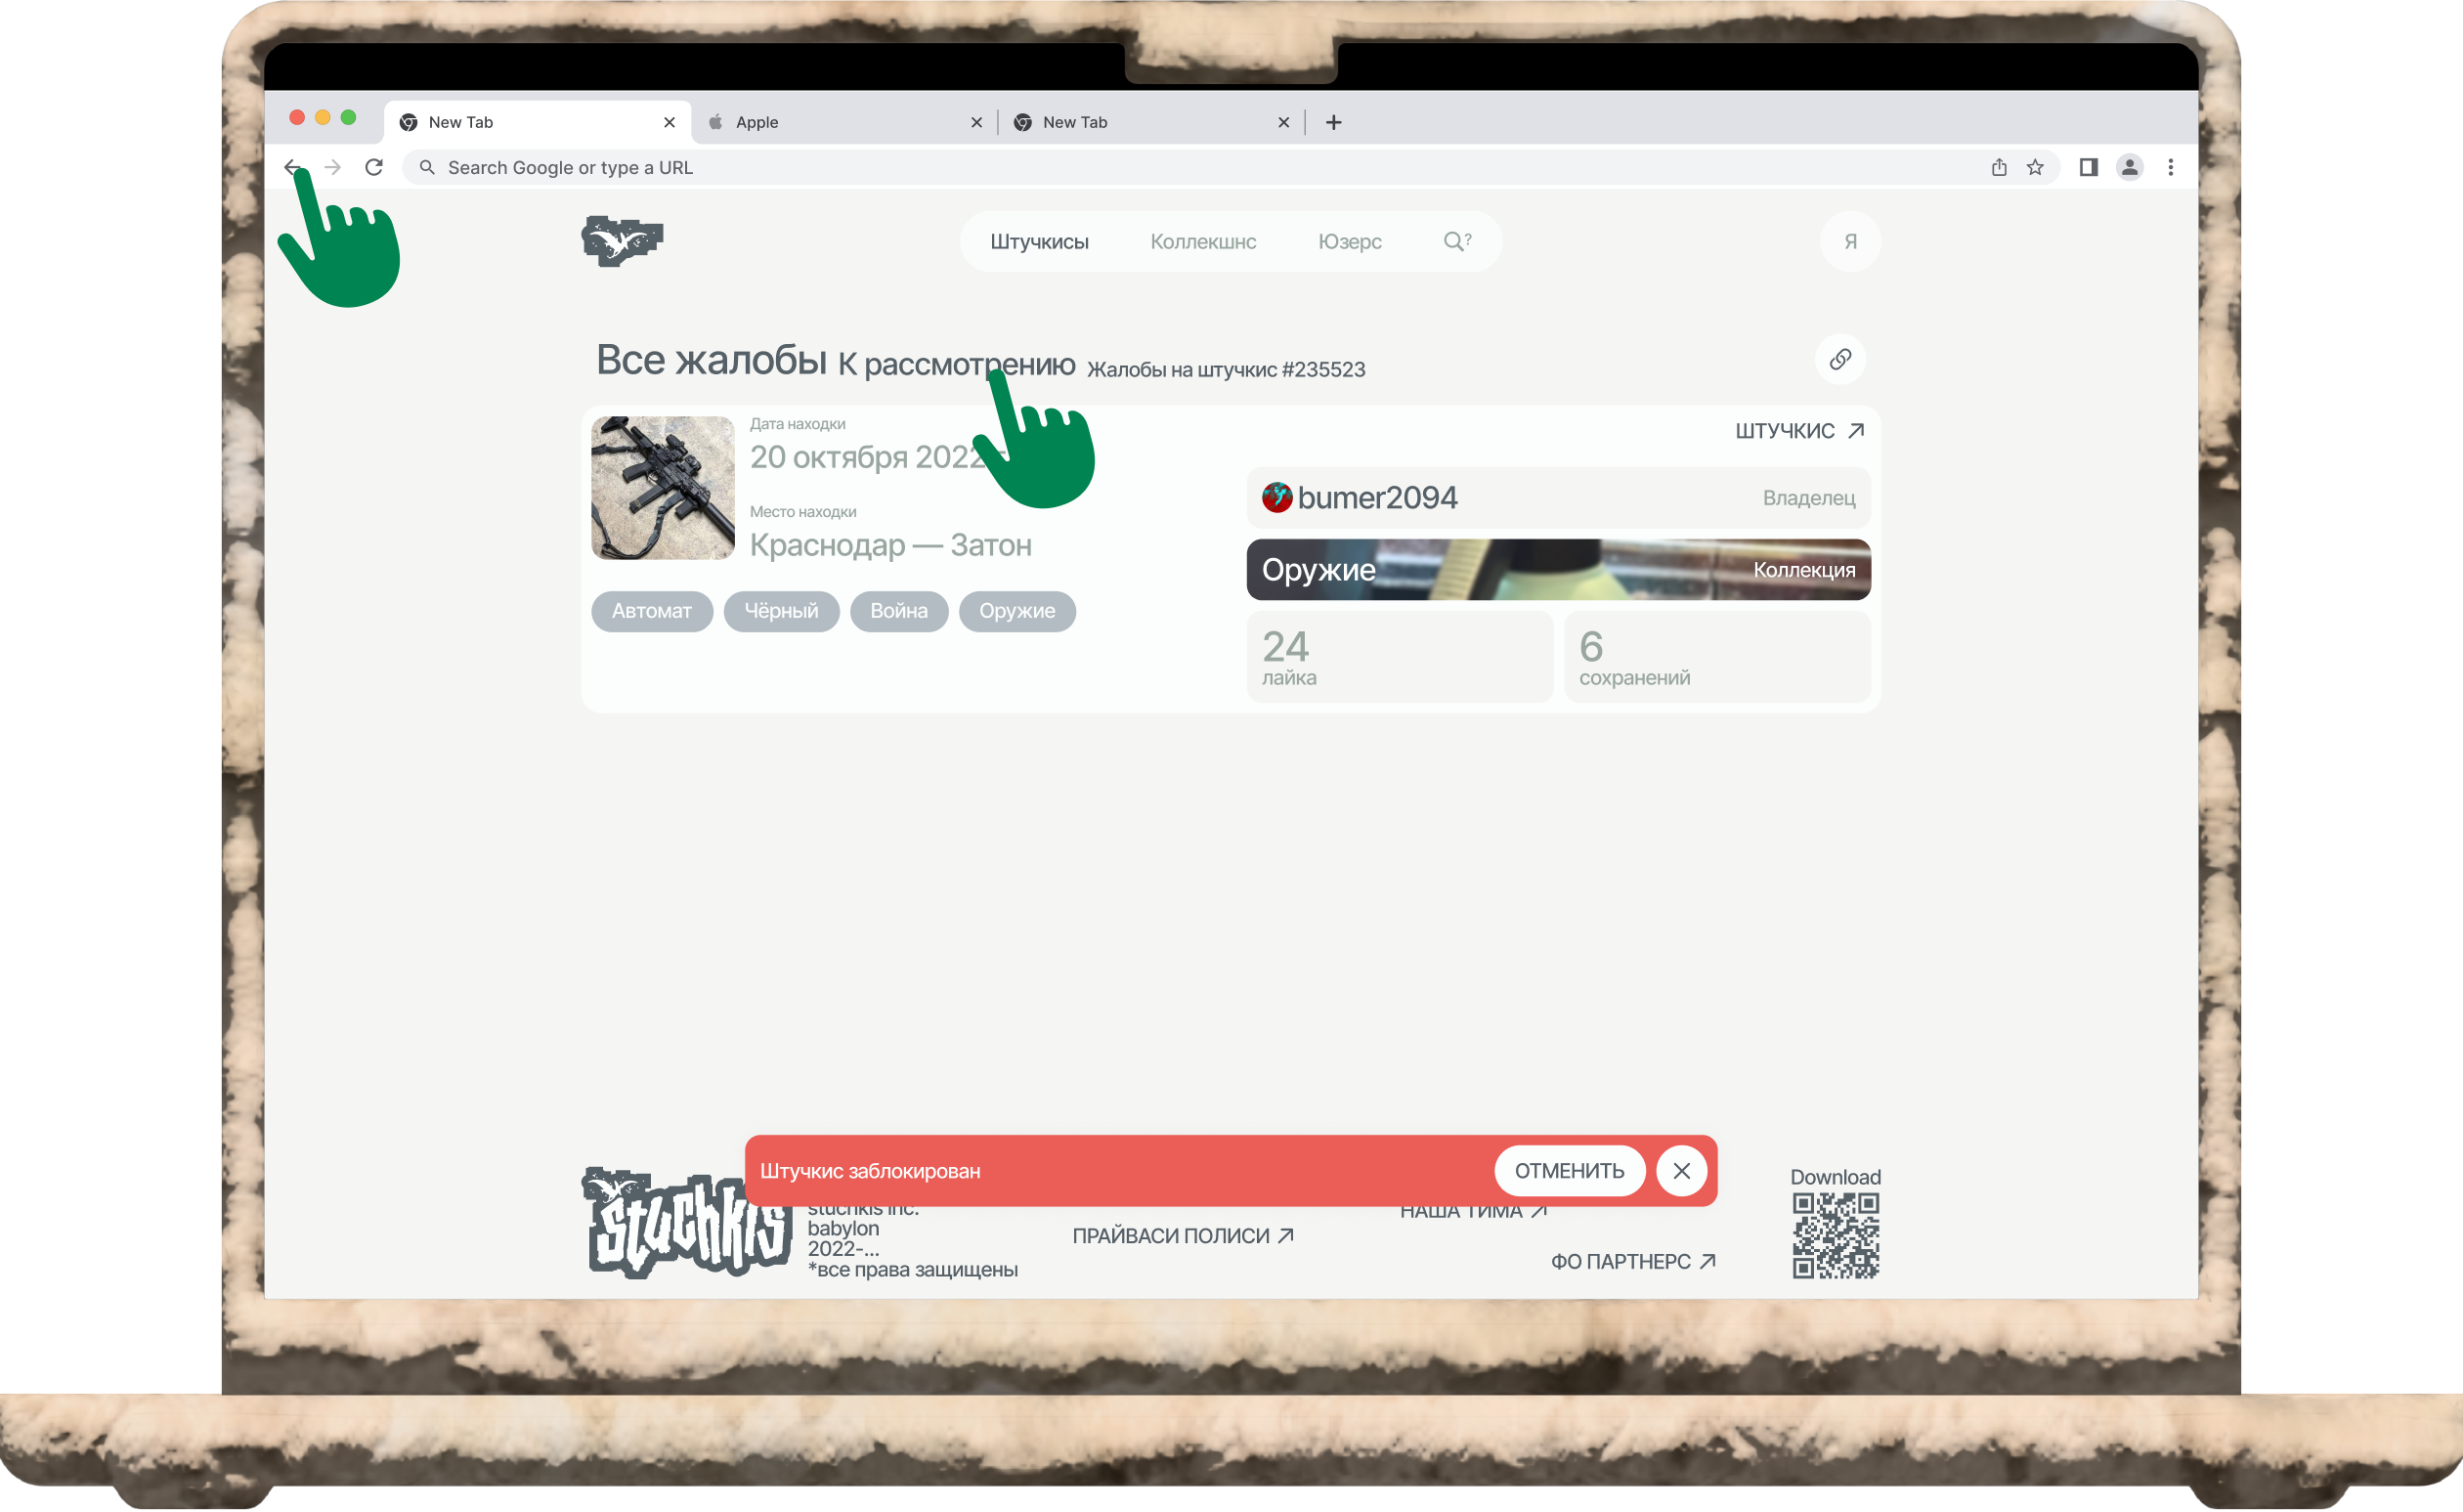 New Tab
Apple
New Tab
Search Google or type a URL
Штучкисы
Коллекшнс
Юзерс
?
Я
Все жалобы К рассмотрению Жалобы на штучкис #235523
Дата находки
20 октября 2022
Место находки
Краснодар — Затон
Автомат
Чёрный
Война
Оружие
ШТУЧКИС
bumer2094
Владелец
Оружие
Коллекция
24
лайка
6
сохранений
Штучкис заблокирован
ОТМЕНИТЬ
stuchkis
stuchkis inc.
babylon
2022-...
*все права защищены
ПРАЙВАСИ ПОЛИСИ
НАША ТИМА
ФО ПАРТНЕРС
Download